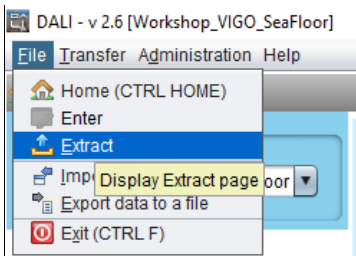 DALI - v 2.6 [Workshop_VIGO_SeaFloor]
File Transfer Administration Help
Home (CTRL HOME)
Enter
Extract
Display Extract page
Export data to a file
Exit (CTRL F)